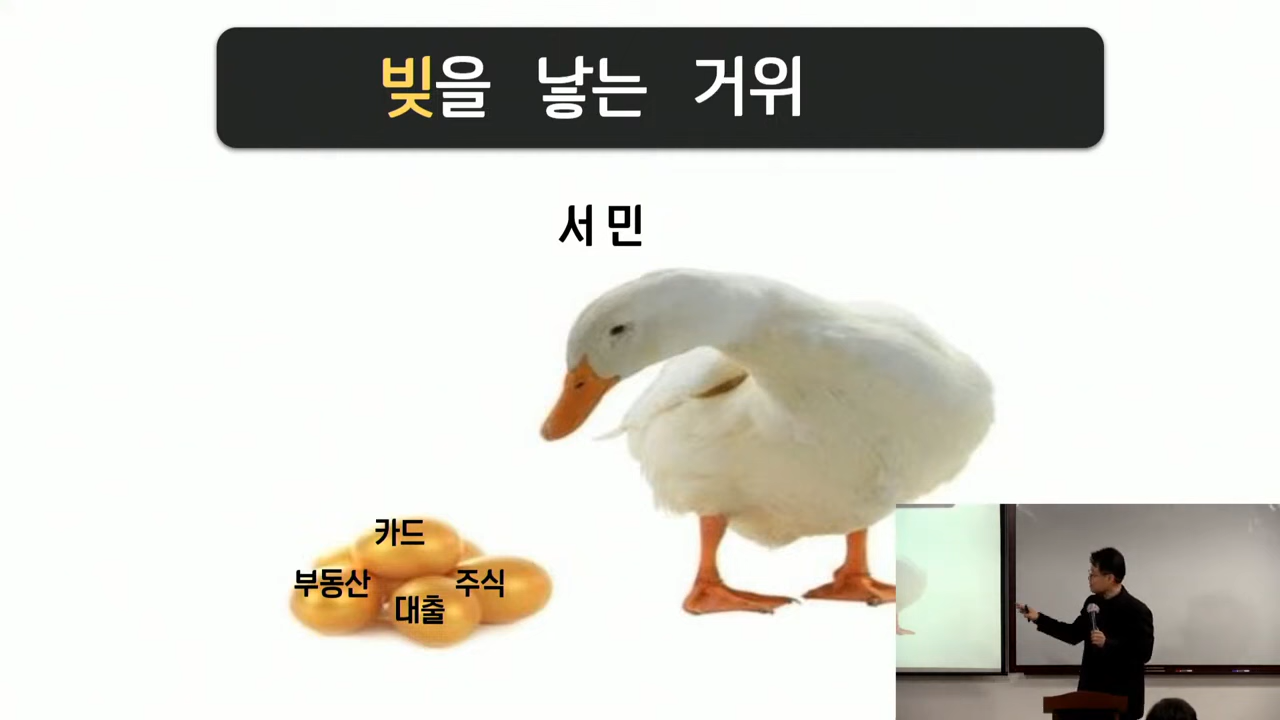 빚을 낳는 거위
서민
카드
부동산 주식
대출